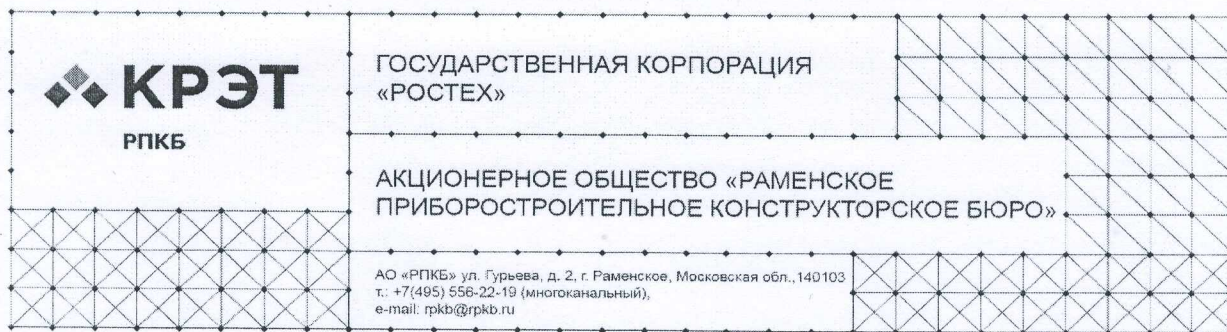 КРЭТ
РПКБ
ГОСУДАРСТВЕННАЯ КОРПОРАЦИЯ
«РОСТЕХ»
АКЦИОНЕРНОЕ ОБЩЕСТВО «РАМЕНСКОЕ
ПРИБОРОСТРОИТЕЛЬНОЕ КОНСТРУКТОРСКОЕ БЮРО»
АО «РПКБ» ул. Гурьева, д. 2, г. Раменское, Московская обл.,140103
т.: +7(495) 556-22-19 (многоканальный),
e-mail: rpkb@rpkb.ru